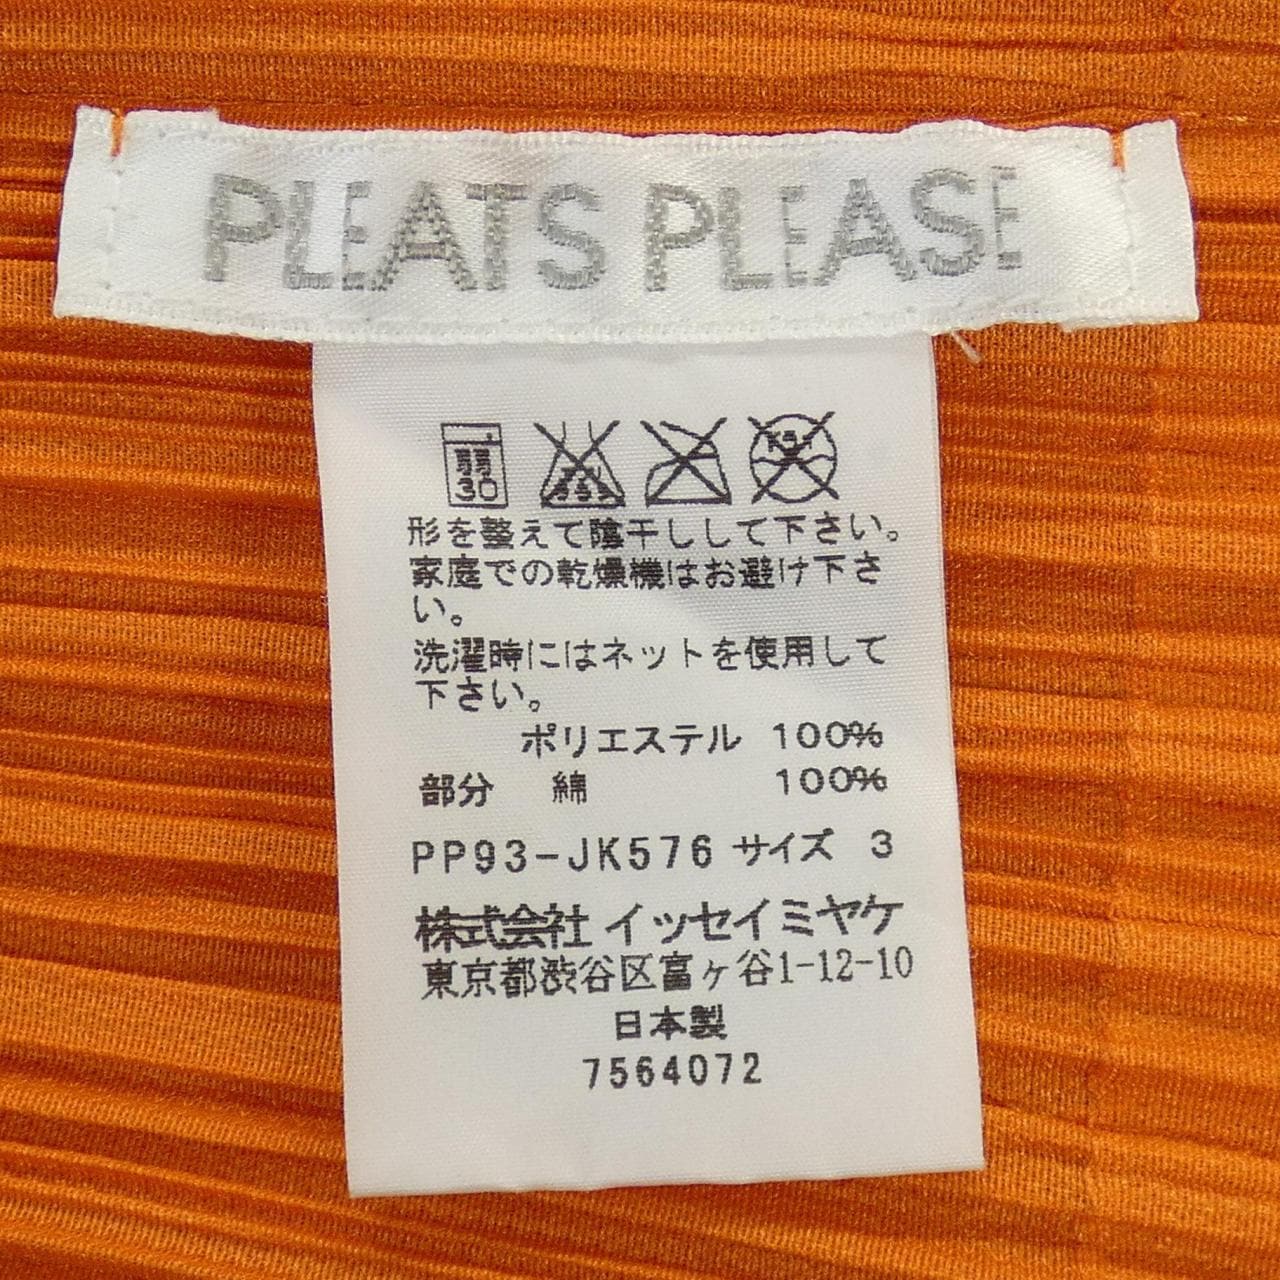 PLEATS PLEASE
弱
30
形を整えて陰干ししして下さい。
家庭での乾燥機はお避け下さ
い。
洗濯時にはネットを使用して
下さい。
ポリエステル 100%
部分 綿 100%
PP93-JK576 サイズ 3
株式会社 イッセイミヤケ
東京都渋谷区富ヶ谷1-12-10
日本製
7564072